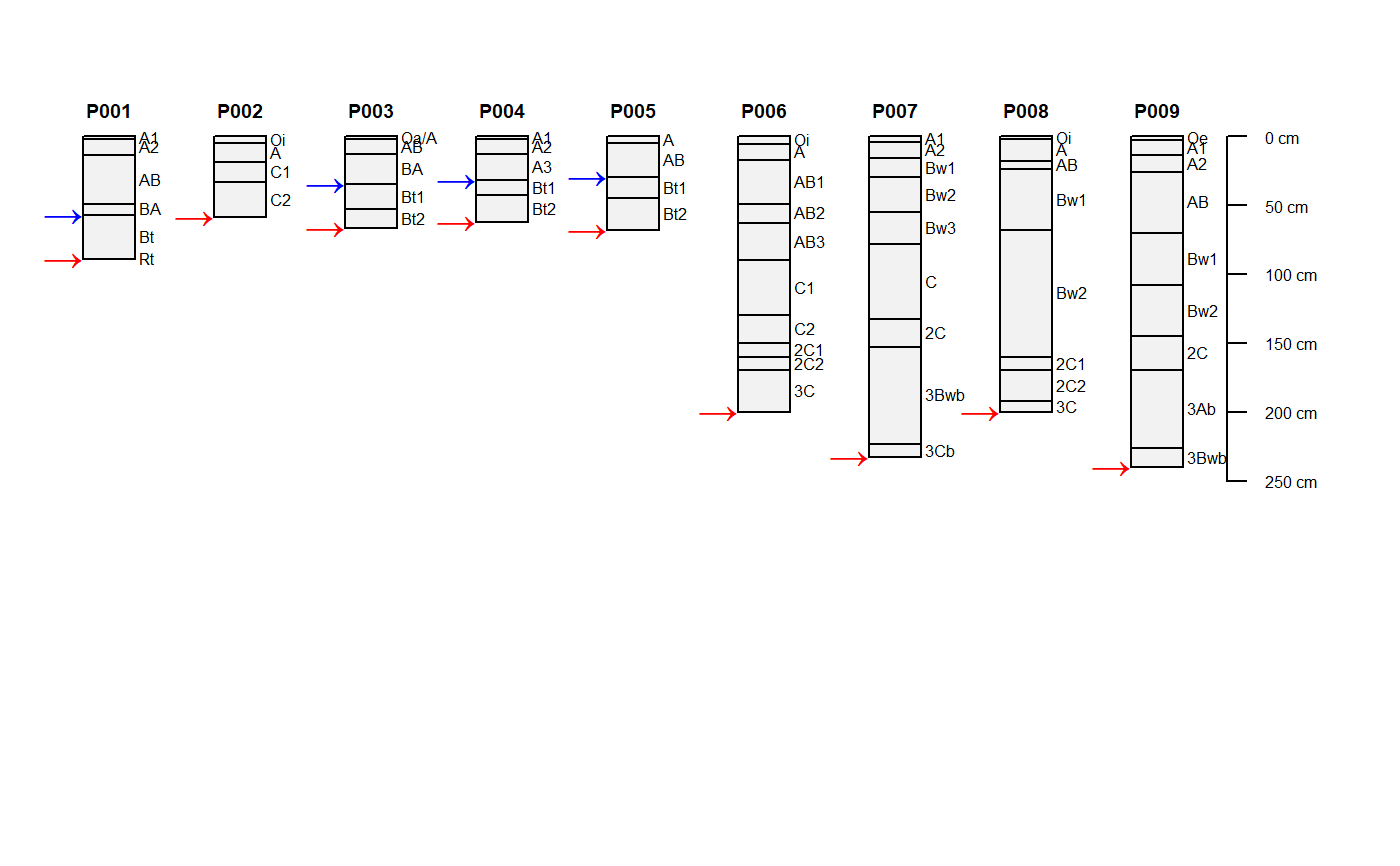 P001 P002 P003 P004 P005 P006 P007 P008 P009
A1
A2
AB
BA
Bt
Rt
Oi
A
C1
C2
Oa/A
AB
BA
Bt1
Bt2
A1
A2
A3
Bt1
Bt2
A
AB
Bt1
Bt2
Oi
A
AB1
AB2
AB3
C1
C2
2C1
2C2
3C
A1
A2
Bw1
Bw2
Bw3
C
2C
3Bwb
3Cb
Oi
A
AB
Bw1
Bw2
2C1
2C2
3C
Oe
A1
A2
AB
Bw1
Bw2
2C
3Ab
3Bwb
0 cm
50 cm
100 cm
150 cm
200 cm
250 cm